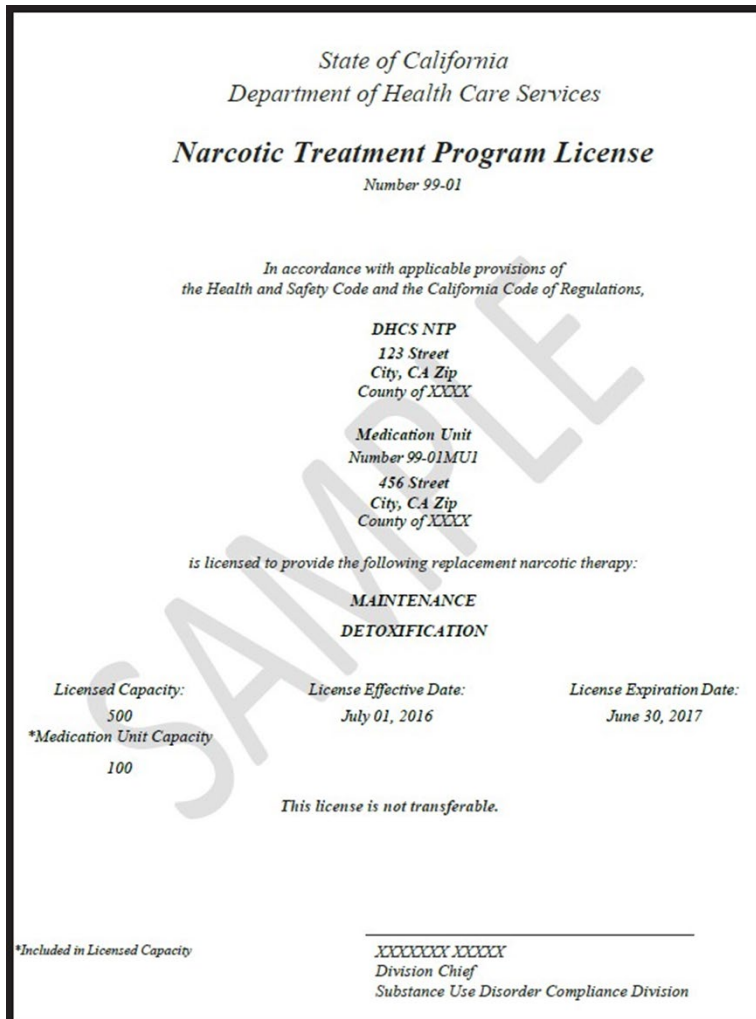 State of California
Department of Health Care Services
Narcotic Treatment Program License
Number 99-01
In accordance with applicable provisions of
the Health and Safety Code and the California Code of Regulations,
DHCS NTP
123 Street
City, CA Zip
County of XXXX
Medication Unit
Number 99-01MU1
456 Street
City, CA Zip
County of XXXX
is licensed to provide the following replacement narcotic therapy:
MAINTENANCE
DETOXIFICATION
SAMPLE
Licensed Capacity: License Effective Date: License Expiration Date:
500 July 01, 2016 June 30, 2017
*Medication Unit Capacity
100
This license is not transferable.
*Included in Licensed Capacity XXXXXXX XXXXX
Division Chief
Substance Use Disorder Compliance Division